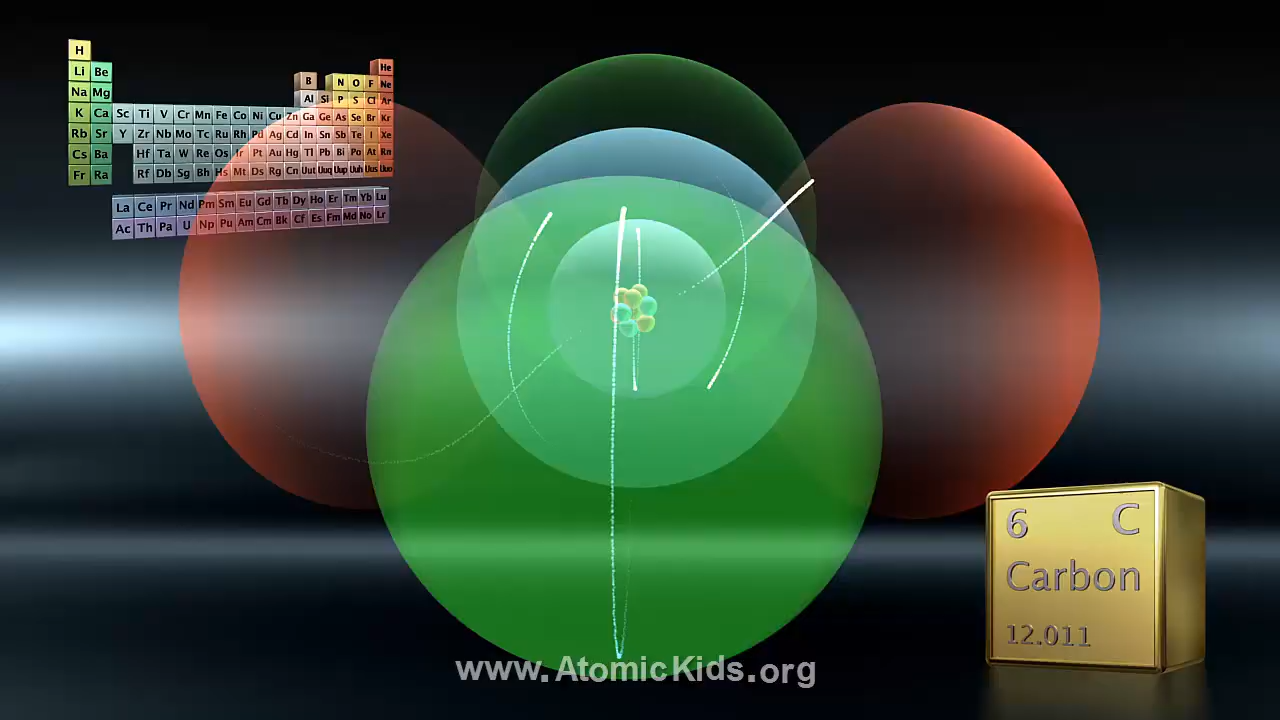 H He
Li Be B N O F Ne
Na Mg Al Si P S Cl Ar
K Ca Sc Ti V Cr Mn Fe Co Ni Cu Zn Ga Ge As Se Br Kr
Rb Sr Y Zr Nb Mo Tc Ru Rh Pd Ag Cd In Sn Sb Te I Xe
Cs Ba Hf Ta W Re Os Ir Pt Au Hg Tl Pb Bi Po At Rn
Fr Ra Rf Db Sg Bh Hs Mt Ds Rg Cn Uut Uuq Uup Uuh Uus Uuo
La Ce Pr Nd Pm Sm Eu Gd Tb Dy Ho Er Tm Yb Lu
Ac Th Pa U Np Pu Am Cm Bk Cf Es Fm Md No Lr
6 C
Carbon
12.011
www.AtomicKids.org